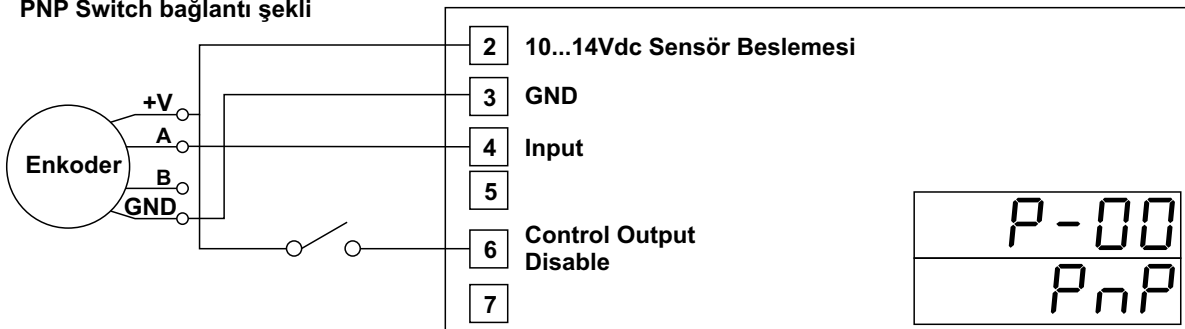 PNP Switch bağlantı şekli
2 10...14Vdc Sensör Beslemesi
+V
3 GND
A
4 Input
Enkoder
B
5
GND
6 Control Output
Disable
7
P-00
PnP